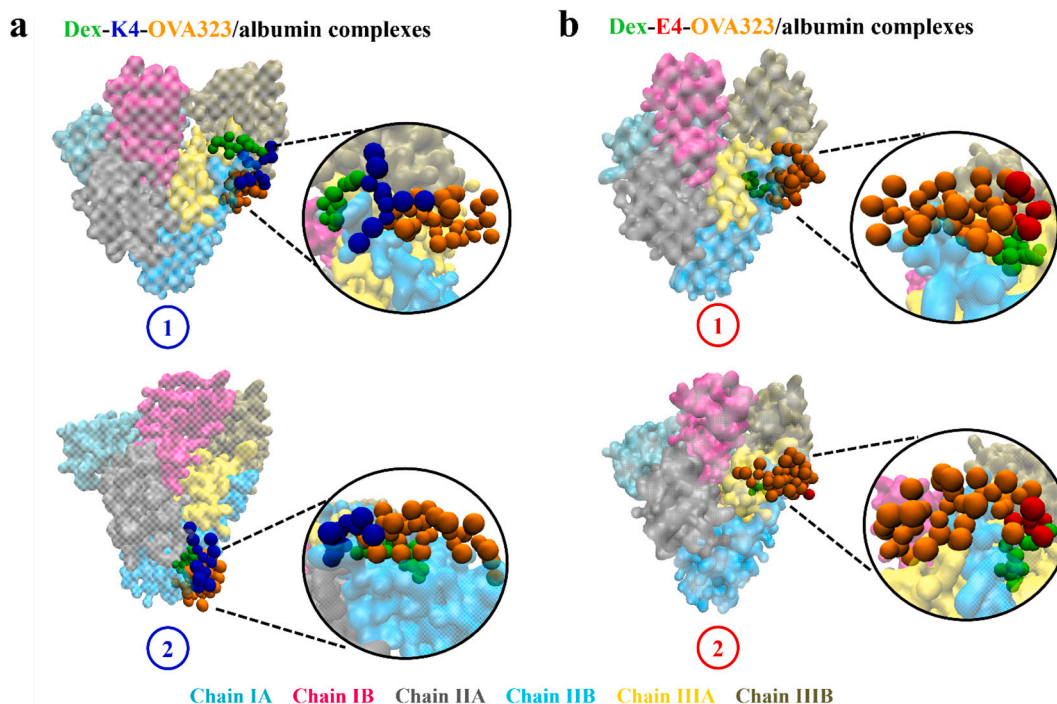 a
Dex-K4-OVA323/albumin complexes
b
Dex-E4-OVA323/albumin complexes
1
1
2
2
Chain IA Chain IB Chain IIA Chain IIB Chain IIIA Chain IIIB